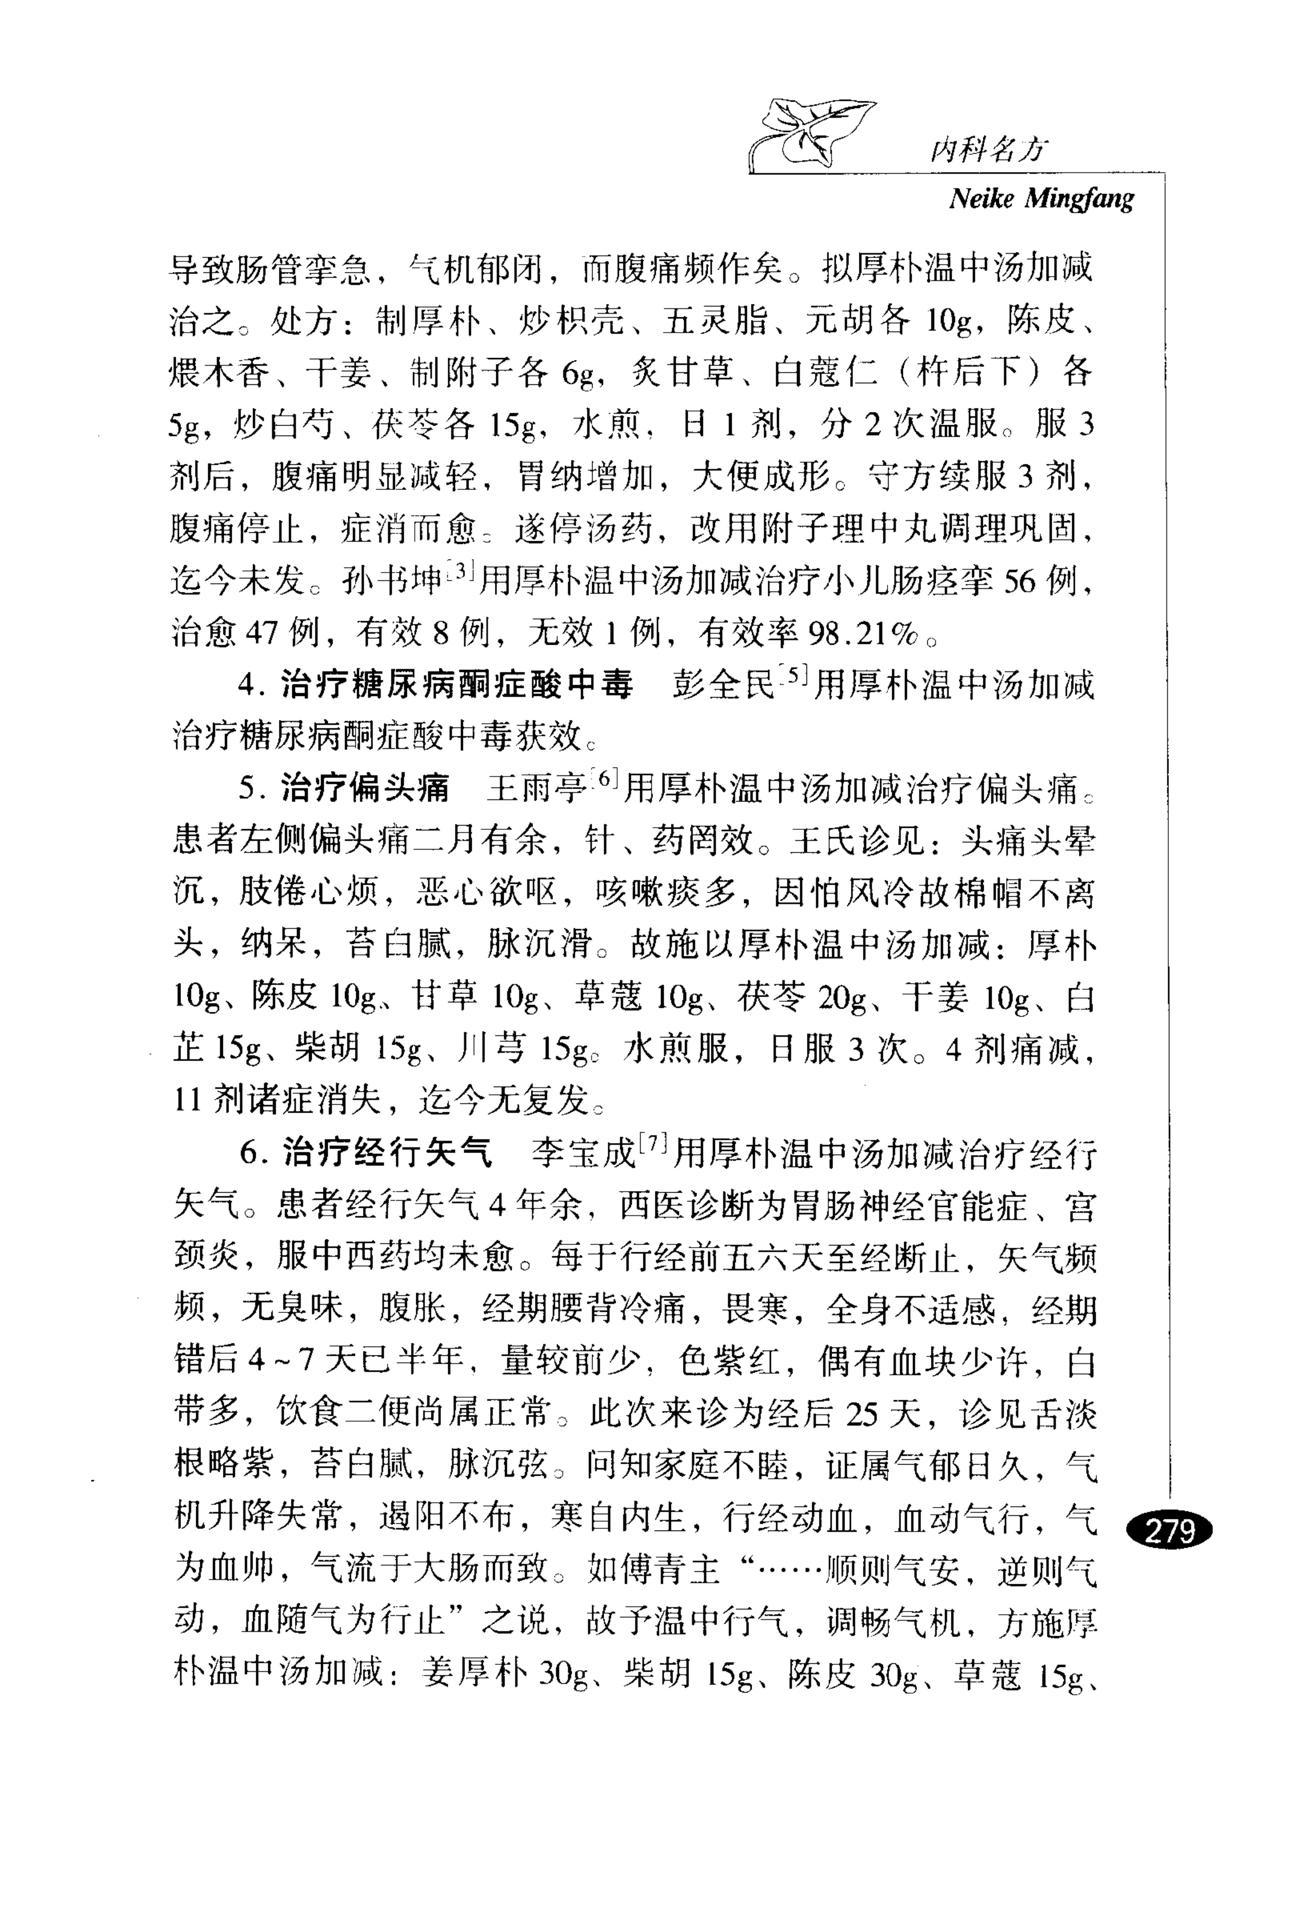 内科名方
Neike Mingfang
导致肠管挛急，气机郁闭，而腹痛频作矣。拟厚朴温中汤加减
治之。处方：制厚朴、炒枳壳、五灵脂、元胡各 10g，陈皮、
煨木香、干姜、制附子各 6g，炙甘草、白蔻仁（杵后下）各
5g，炒白芍、茯苓各 15g，水煎，日 1 剂，分 2 次温服。服 3
剂后，腹痛明显减轻，胃纳增加，大便成形。守方续服 3 剂，
腹痛停止，症消而愈。遂停汤药，改用附子理中丸调理巩固，
迄今未发。孙书坤[3]用厚朴温中汤加减治疗小儿肠痉挛 56 例，
治愈 47 例，有效 8 例，无效 1 例，有效率 98.21%。
4. 治疗糖尿病酮症酸中毒　彭全民[5]用厚朴温中汤加减
治疗糖尿病酮症酸中毒获效。
5. 治疗偏头痛　王雨亭[6]用厚朴温中汤加减治疗偏头痛。
患者左侧偏头痛二月有余，针、药罔效。王氏诊见：头痛头晕
沉，肢倦心烦，恶心欲呕，咳嗽痰多，因怕风冷故棉帽不离
头，纳呆，苔白腻，脉沉滑。故施以厚朴温中汤加减：厚朴
10g、陈皮 10g、甘草 10g、草蔻 10g、茯苓 20g、干姜 10g、白
芷 15g、柴胡 15g、川芎 15g。水煎服，日服 3 次。4 剂痛减，
11 剂诸症消失，迄今无复发。
6. 治疗经行矢气　李宝成[7]用厚朴温中汤加减治疗经行
矢气。患者经行矢气 4 年余，西医诊断为胃肠神经官能症、宫
颈炎，服中西药均未愈。每于行经前五六天至经断止，矢气频
频，无臭味，腹胀，经期腰背冷痛，畏寒，全身不适感，经期
错后 4～7 天已半年，量较前少，色紫红，偶有血块少许，白
带多，饮食二便尚属正常。此次来诊为经后 25 天，诊见舌淡
根略紫，苔白腻，脉沉弦。问知家庭不睦，证属气郁日久，气
机升降失常，遏阳不布，寒自内生，行经动血，血动气行，气
为血帅，气流于大肠而致。如傅青主“……顺则气安，逆则气
动，血随气为行止”之说，故予温中行气，调畅气机，方施厚
朴温中汤加减：姜厚朴 30g、柴胡 15g、陈皮 30g、草蔻 15g、
279